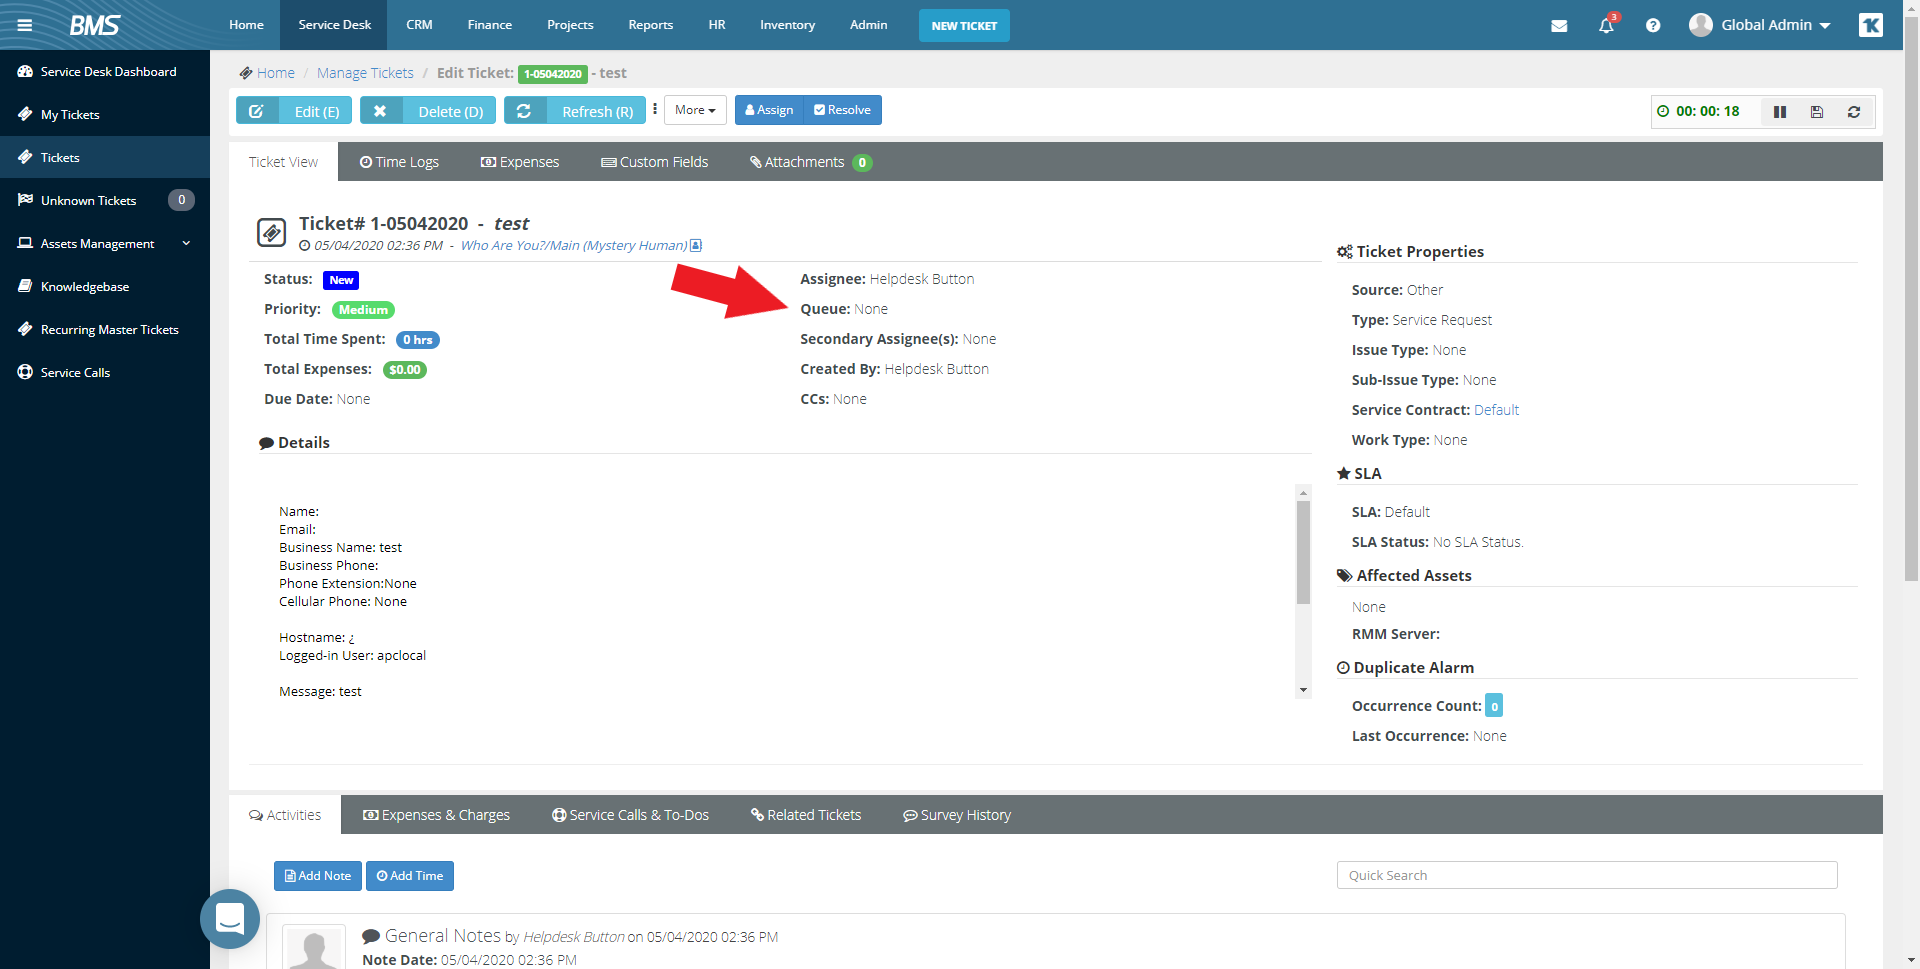 BMS
Home
Service Desk
CRM
Finance
Projects
Reports
HR
Inventory
Admin
NEW TICKET
3
Global Admin
Service Desk Dashboard
My Tickets
Tickets
Unknown Tickets 0
Assets Management
Knowledgebase
Recurring Master Tickets
Service Calls
Home / Manage Tickets / Edit Ticket: 1-05042020 - test
Edit (E)
Delete (D)
Refresh (R)
More
Assign
Resolve
00: 00: 18
Ticket View
Time Logs
Expenses
Custom Fields
Attachments 0
Ticket# 1-05042020 - test
05/04/2020 02:36 PM - Who Are You?/Main (Mystery Human)
Status: New
Priority: Medium
Total Time Spent: 0 hrs
Total Expenses: $0.00
Due Date: None
Assignee: Helpdesk Button
Queue: None
Secondary Assignee(s): None
Created By: Helpdesk Button
CCs: None
Details
Name:
Email:
Business Name: test
Business Phone:
Phone Extension:None
Cellular Phone: None
Hostname: ¿
Logged-in User: apclocal
Message: test
Ticket Properties
Source: Other
Type: Service Request
Issue Type: None
Sub-Issue Type: None
Service Contract: Default
Work Type: None
SLA
SLA: Default
SLA Status: No SLA Status.
Affected Assets
None
RMM Server:
Duplicate Alarm
Occurrence Count: 0
Last Occurrence: None
Activities
Expenses & Charges
Service Calls & To-Dos
Related Tickets
Survey History
Add Note
Add Time
Quick Search
General Notes by Helpdesk Button on 05/04/2020 02:36 PM
Note Date: 05/04/2020 02:36 PM